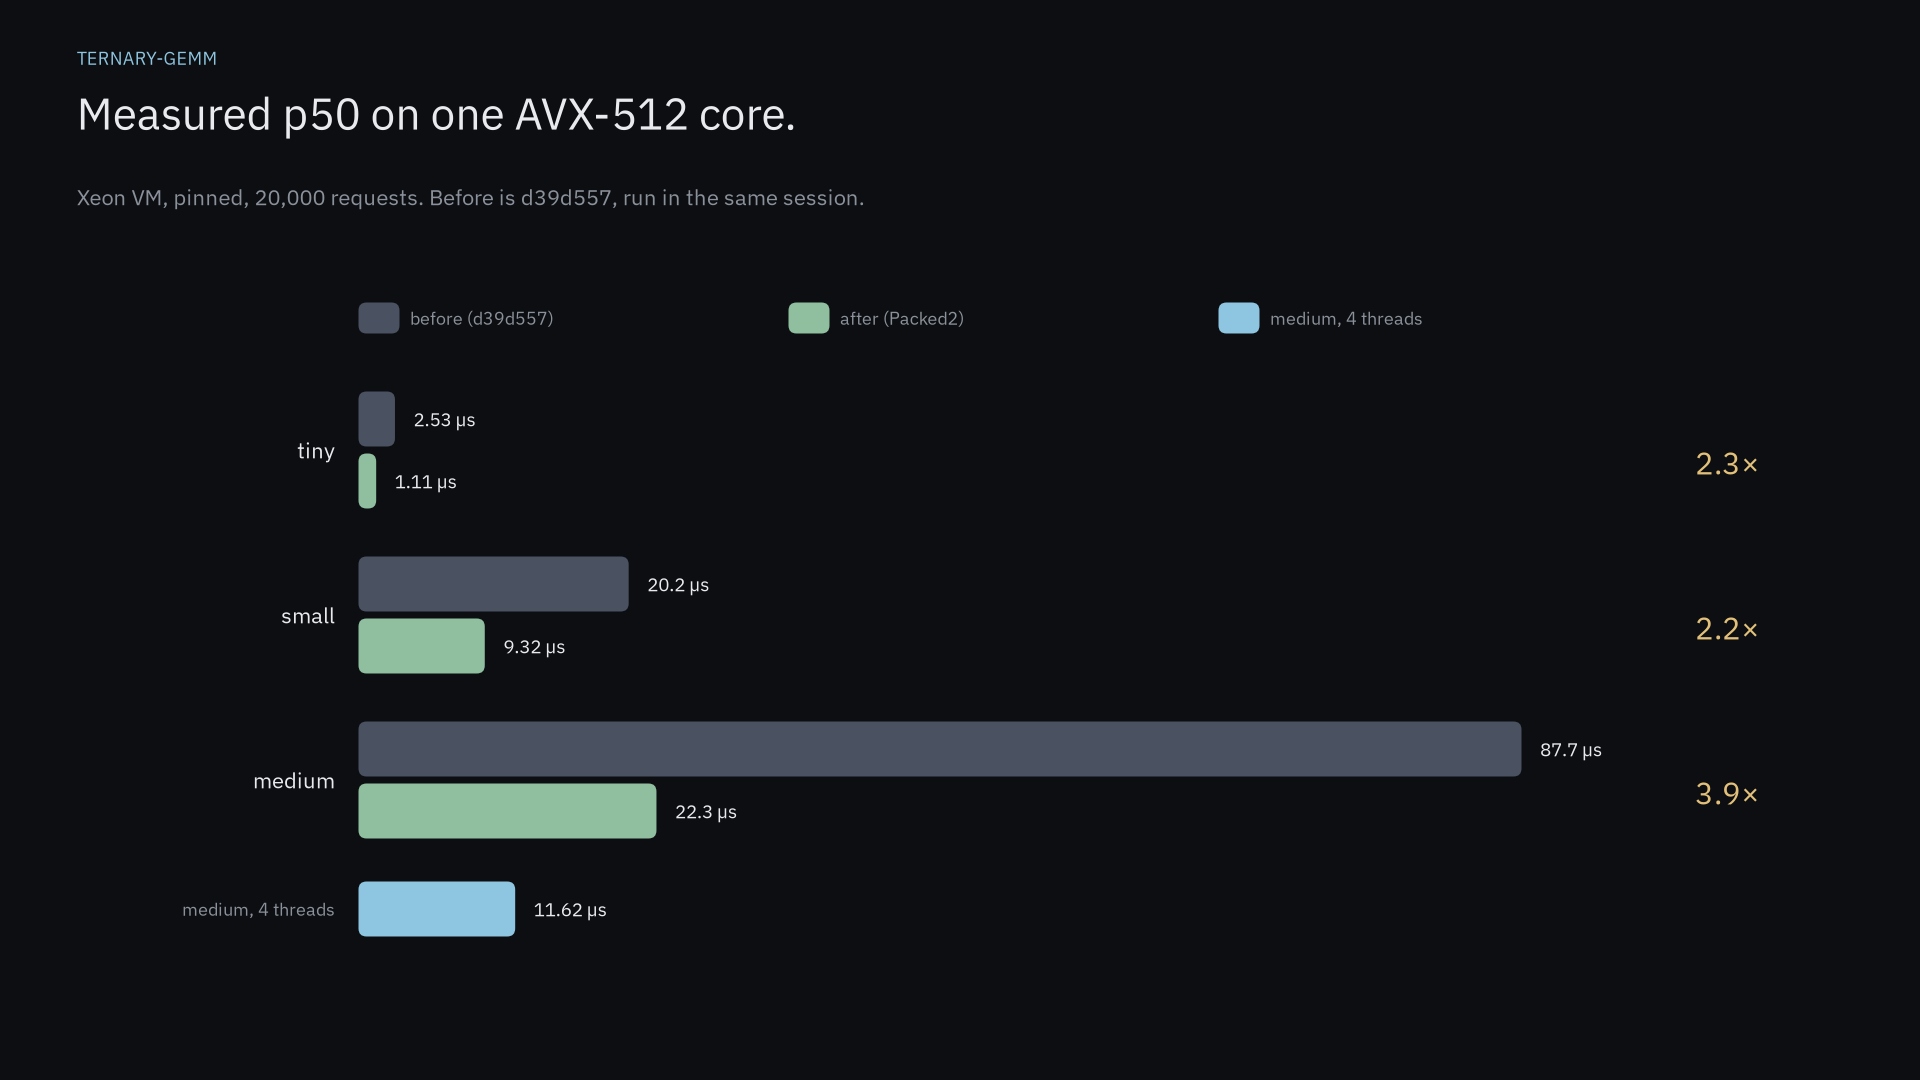 TERNARY-GEMM
Measured p50 on one AVX-512 core.
Xeon VM, pinned, 20,000 requests. Before is d39d557, run in the same session.
before (d39d557)
after (Packed2)
medium, 4 threads
tiny
2.53 µs
1.11 µs
2.3×
small
20.2 µs
9.32 µs
2.2×
medium
87.7 µs
22.3 µs
3.9×
medium, 4 threads
11.62 µs